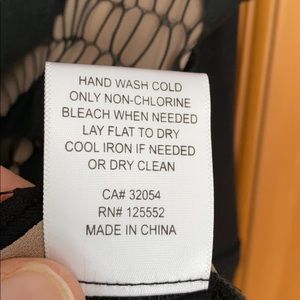 HAND WASH COLD
ONLY NON-CHLORINE
BLEACH WHEN NEEDED
LAY FLAT TO DRY
COOL IRON IF NEEDED
OR DRY CLEAN
CA# 32054
RN# 125552
MADE IN CHINA